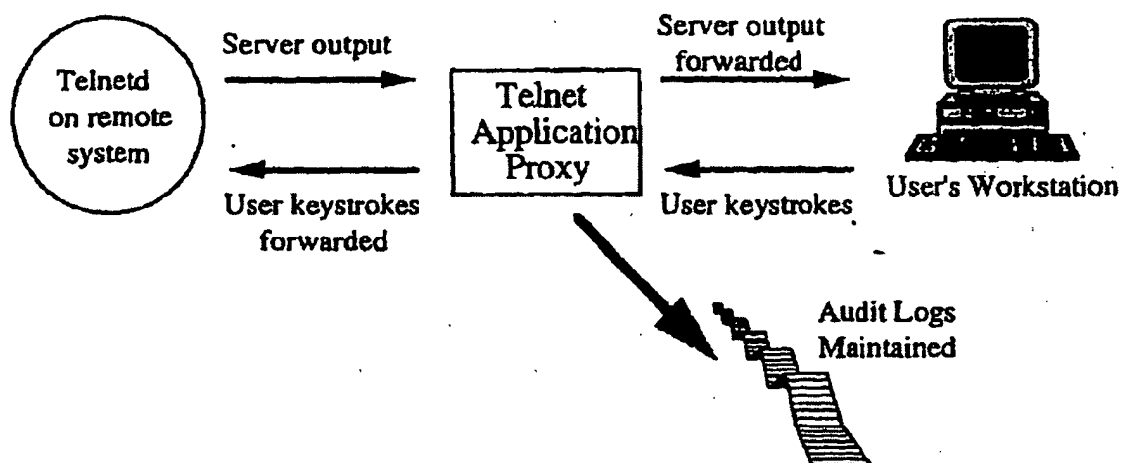 Server output
Telnetd
on remote
system
User keystrokes
forwarded
Telnet
Application
Proxy
Server output
forwarded
User keystrokes
User's Workstation
Audit Logs
Maintained